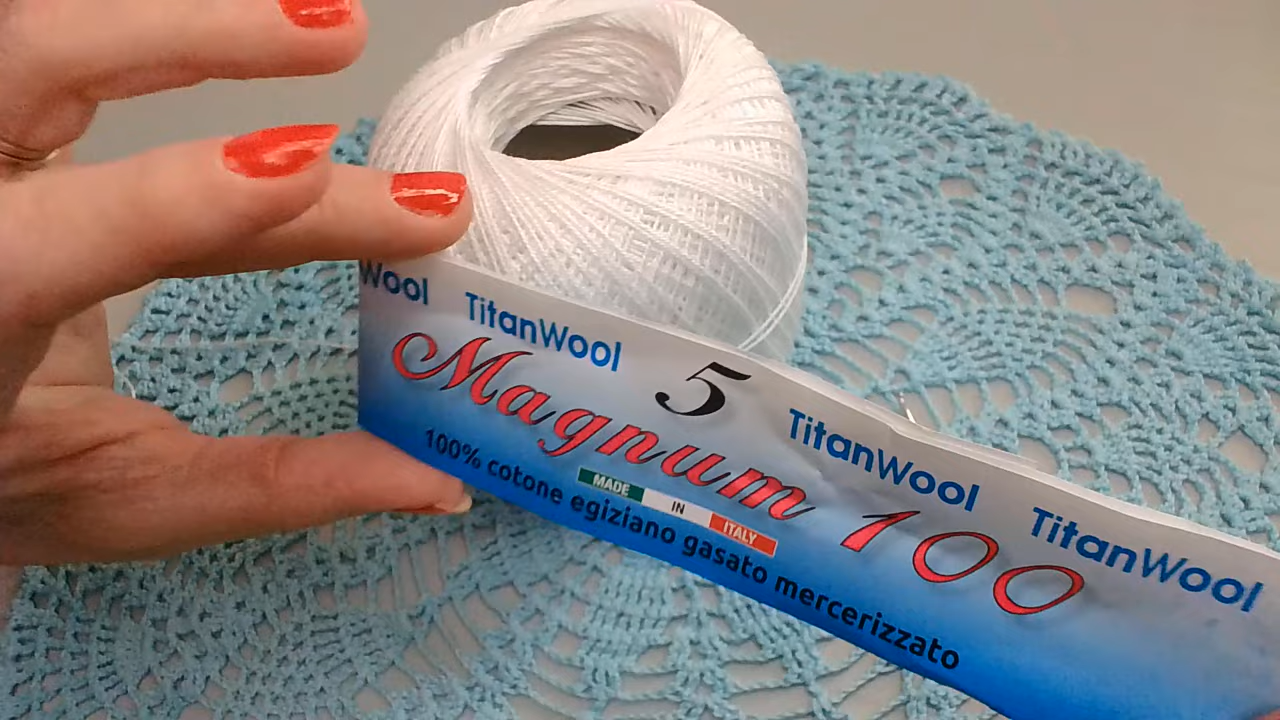 Wool TitanWool 5 TitanWool TitanWool
Magnum 100
MADE IN ITALY
100% cotone egiziano gasato mercerizzato